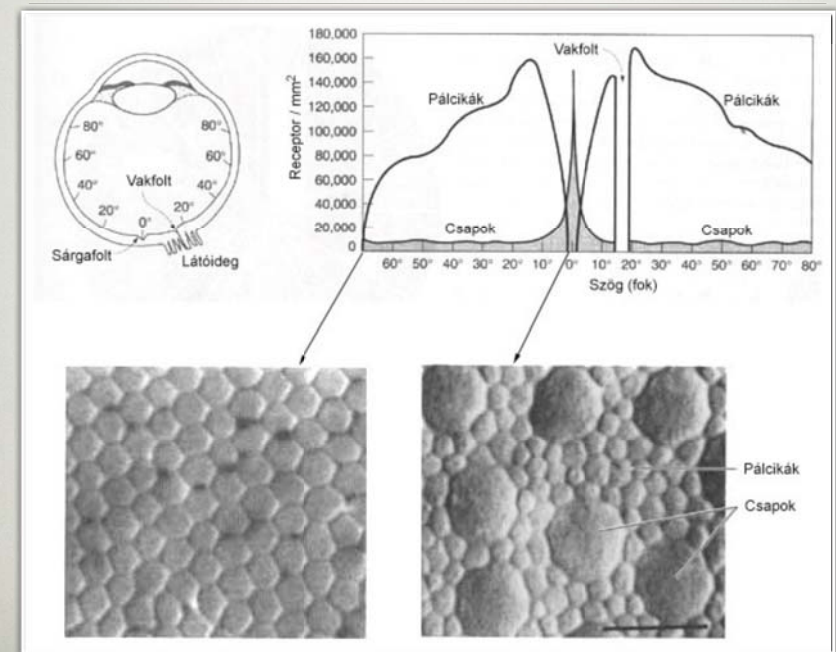 80°
60°
40°
20°
0°
20°
40°
60°
80°
Vakfolt
Sárgafolt
Látóideg
Receptor / mm²
180,000
160,000
140,000
120,000
100,000
80,000
60,000
40,000
20,000
0
Pálcikák
Vakfolt
Pálcikák
Csapok
Csapok
60° 50° 40° 30° 20° 10° 0° 10° 20° 30° 40° 50° 60° 70° 80°
Szög (fok)
Pálcikák
Csapok